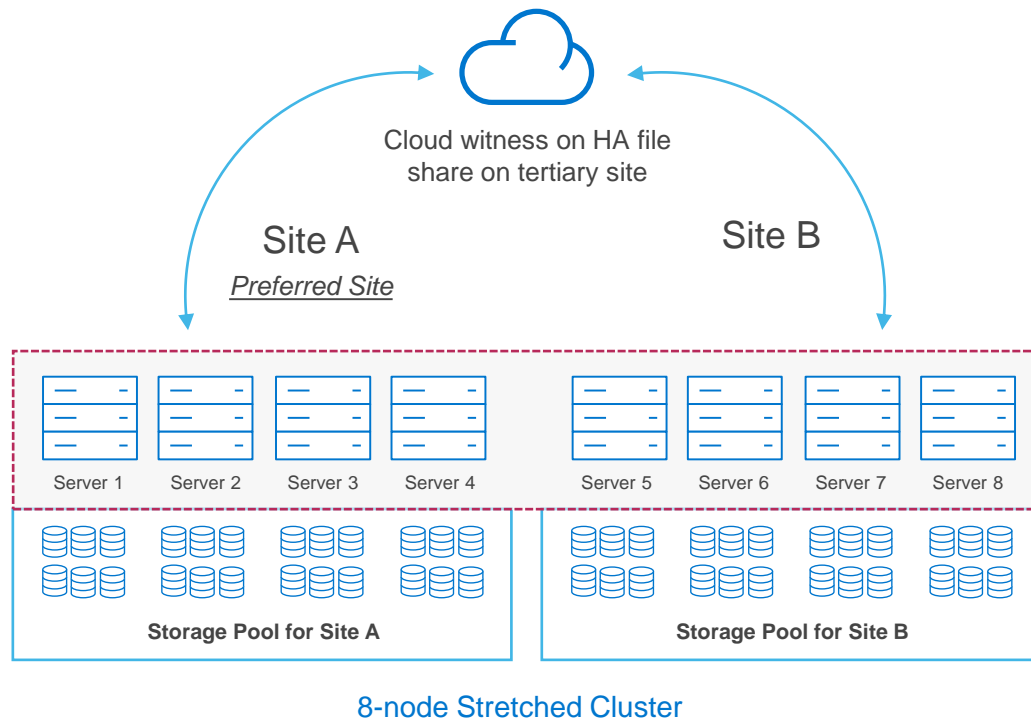 Cloud witness on HA file
share on tertiary site
Site A
Preferred Site
Site B
Server 1
Server 2
Server 3
Server 4
Server 5
Server 6
Server 7
Server 8
Storage Pool for Site A
Storage Pool for Site B
8-node Stretched Cluster